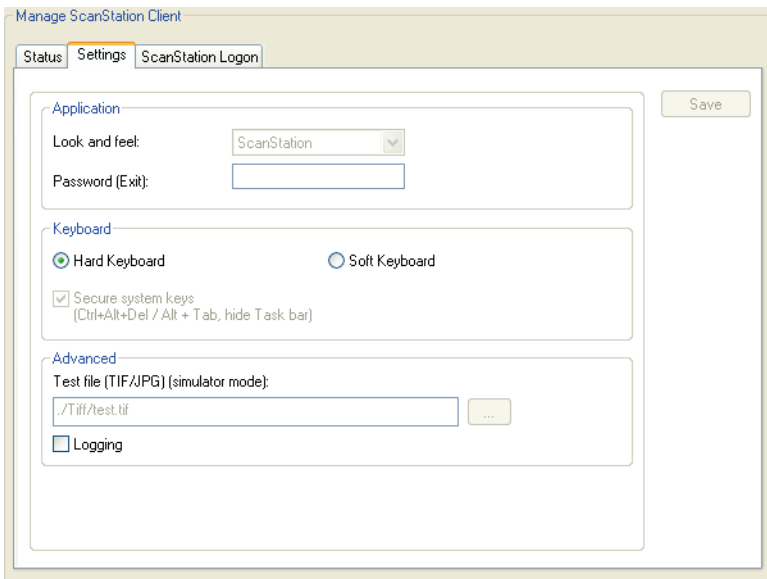 Manage ScanStation Client
Status Settings ScanStation Logon
Save
Application
Look and feel: ScanStation
Password (Exit):
Keyboard
Hard Keyboard Soft Keyboard
Secure system keys
(Ctrl+Alt+Del / Alt + Tab, hide Task bar)
Advanced
Test file (TIF/JPG) (simulator mode):
./Tiff/test.tif ...
Logging